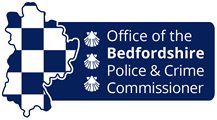 Office of the
Bedfordshire
Police & Crime
Commissioner